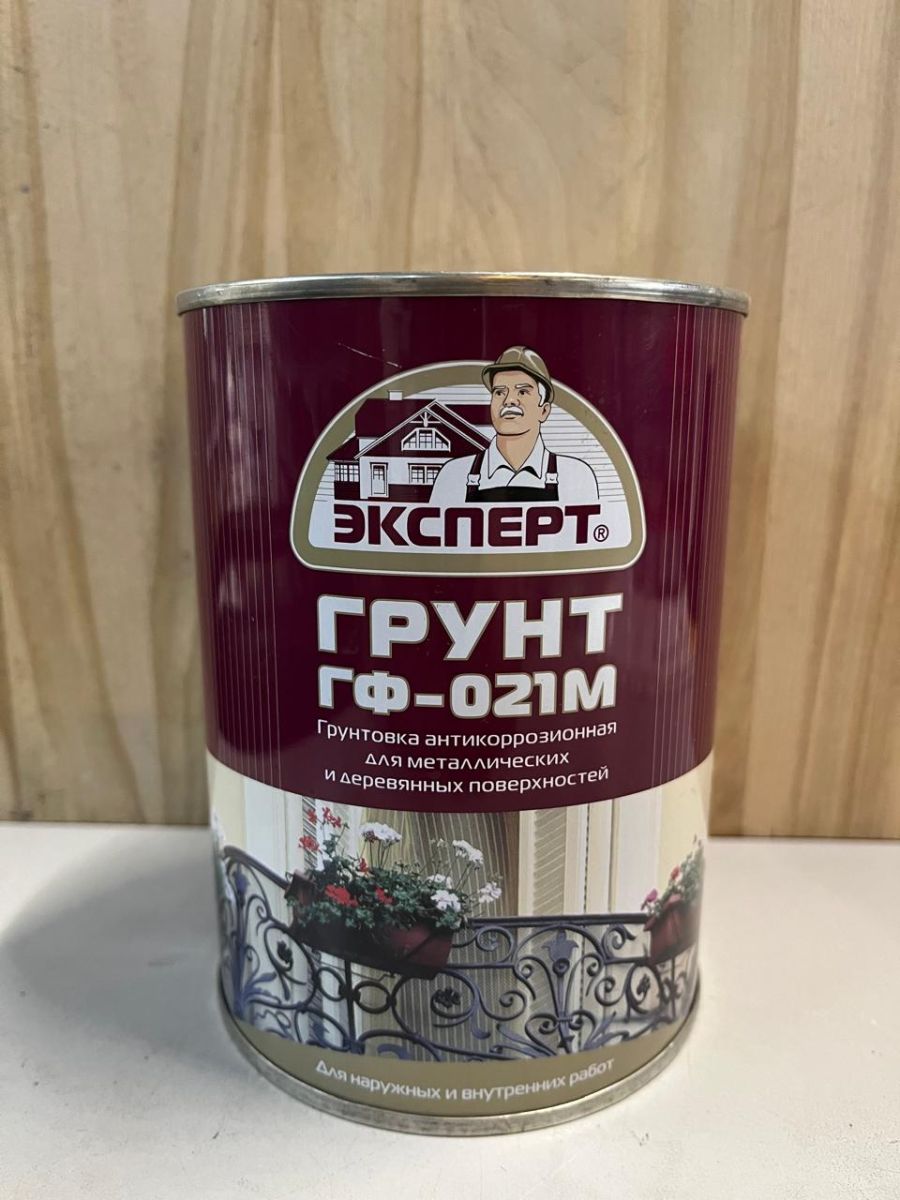 ЭКСПЕРТ®
ГРУНТ
ГФ-021М
Грунтовка антикоррозионная
для металлических
и деревянных поверхностей
Для наружных и внутренних работ